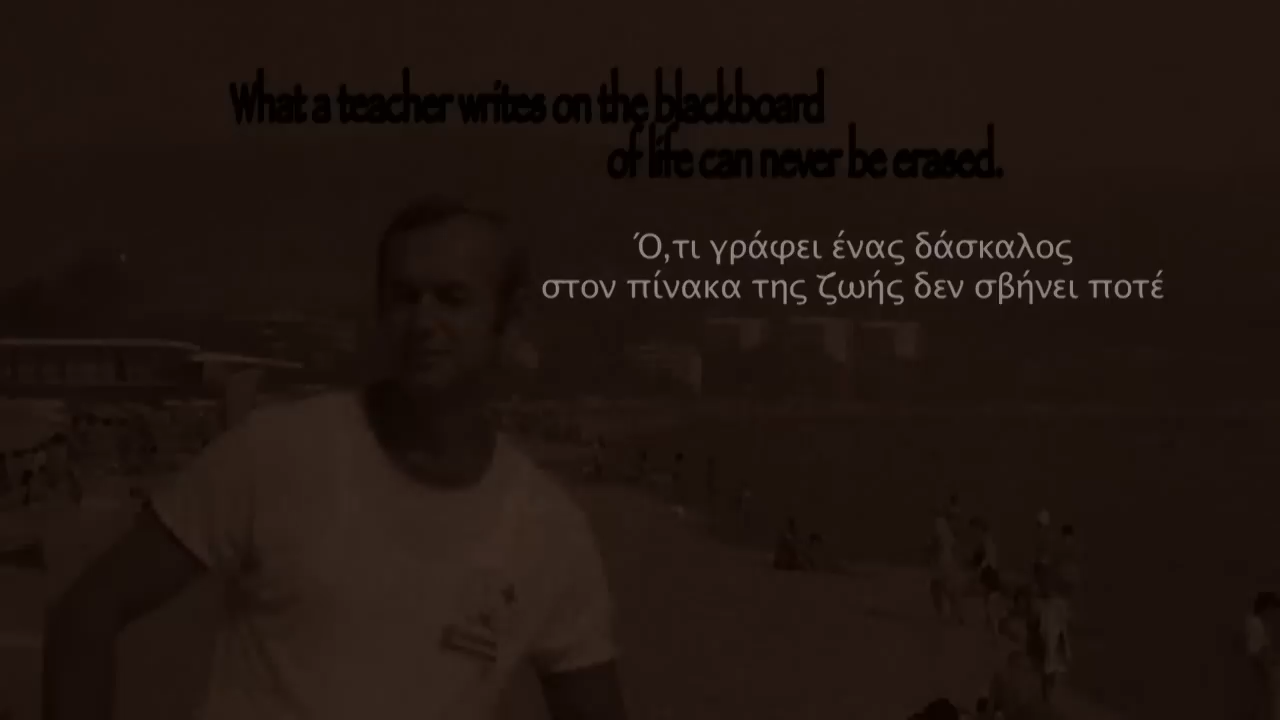 What a teacher writes on the blackboard
of life can never be erased.
Ό,τι γράφει ένας δάσκαλος
στον πίνακα της ζωής δεν σβήνει ποτέ